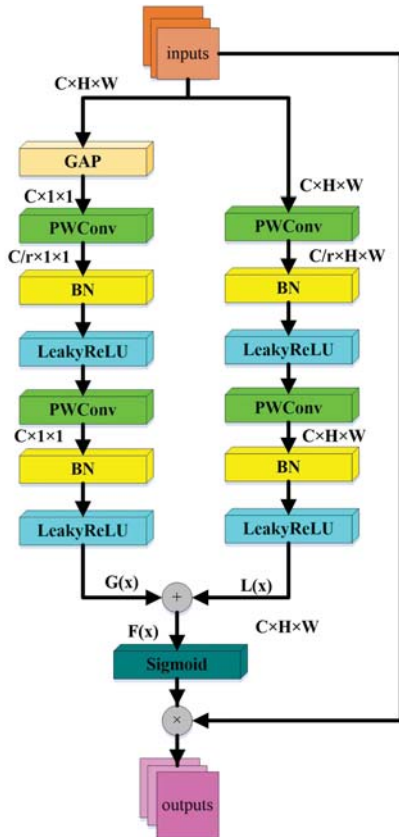 inputs
C×H×W
GAP
C×1×1
PWConv
C/r×1×1
BN
LeakyReLU
PWConv
C×1×1
BN
LeakyReLU
G(x)
C×H×W
PWConv
C/r×H×W
BN
LeakyReLU
PWConv
C×H×W
BN
LeakyReLU
L(x)
+
F(x)
C×H×W
Sigmoid
×
outputs